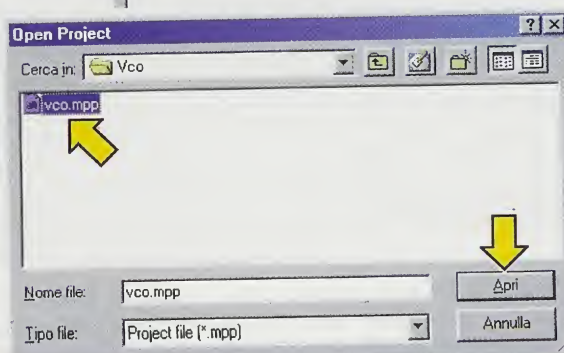 Open Project
Cerca in: Vco
vco.mpp
Nome file: vco.mpp Apri
Tipo file: Project file (*.mpp) Annulla